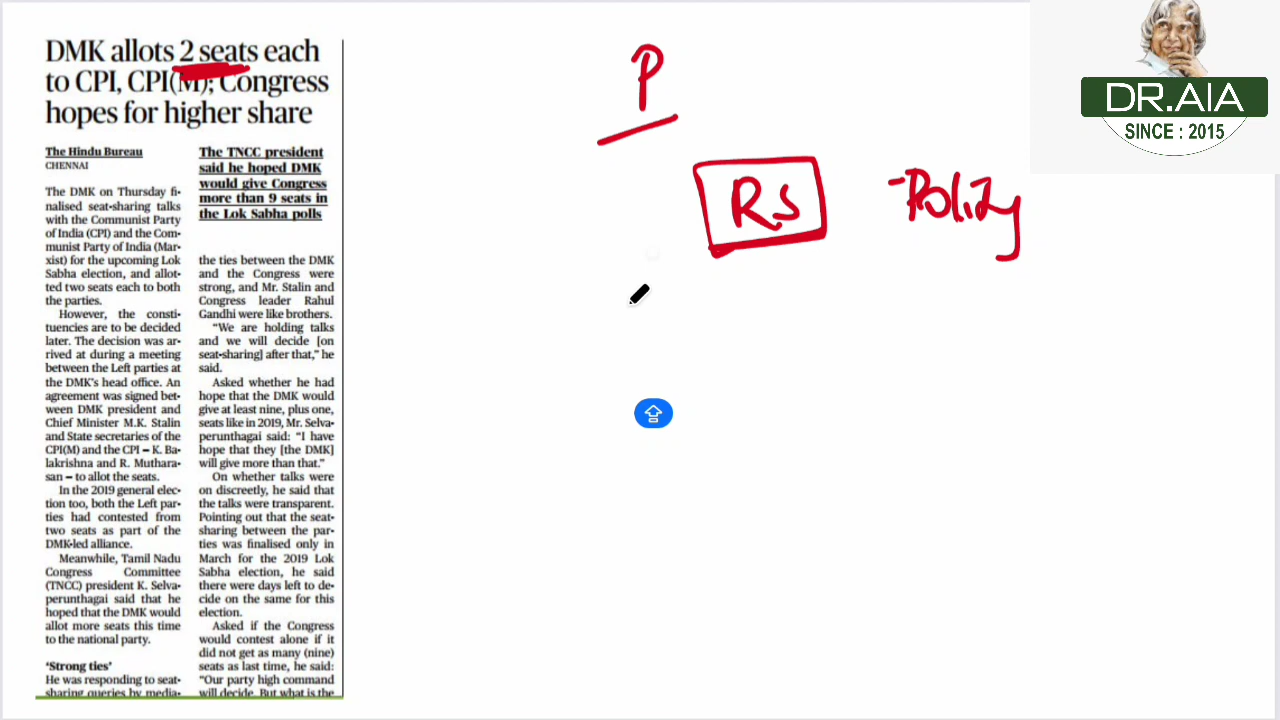 DMK allots 2 seats each
to CPI, CPI(M); Congress
hopes for higher share
The Hindu Bureau
CHENNAI
The DMK on Thursday fi-
nalised seat-sharing talks
with the Communist Party
of India (CPI) and the Com-
munist Party of India (Mar-
xist) for the upcoming Lok
Sabha election, and allot-
ted two seats each to both
the parties.
However, the consti-
tuencies are to be decided
later. The decision was ar-
rived at during a meeting
between the Left parties at
the DMK's head office. An
agreement was signed bet-
ween DMK president and
Chief Minister M.K. Stalin
and State secretaries of the
CPI(M) and the CPI – K. Ba-
lakrishna and R. Muthara-
san – to allot the seats.
In the 2019 general elec-
tion too, both the Left par-
ties had contested from
two seats as part of the
DMK-led alliance.
Meanwhile, Tamil Nadu
Congress Committee
(TNCC) president K. Selva-
perunthagai said that he
hoped that the DMK would
allot more seats this time
to the national party.
'Strong ties'
He was responding to seat-
sharing queries by media-
The TNCC president
said he hoped DMK
would give Congress
more than 9 seats in
the Lok Sabha polls
the ties between the DMK
and the Congress were
strong, and Mr. Stalin and
Congress leader Rahul
Gandhi were like brothers.
"We are holding talks
and we will decide [on
seat-sharing] after that," he
said.
Asked whether he had
hope that the DMK would
give at least nine, plus one,
seats like in 2019, Mr. Selva-
perunthagai said: "I have
hope that they [the DMK]
will give more than that."
On whether talks were
on discreetly, he said that
the talks were transparent.
Pointing out that the seat-
sharing between the par-
ties was finalised only in
March for the 2019 Lok
Sabha election, he said
there were days left to de-
cide on the same for this
election.
Asked if the Congress
would contest alone if it
did not get as many (nine)
seats as last time, he said:
"Our party high command
will decide. But what is the
P
RS
-Polity
DR.AIA
SINCE : 2015